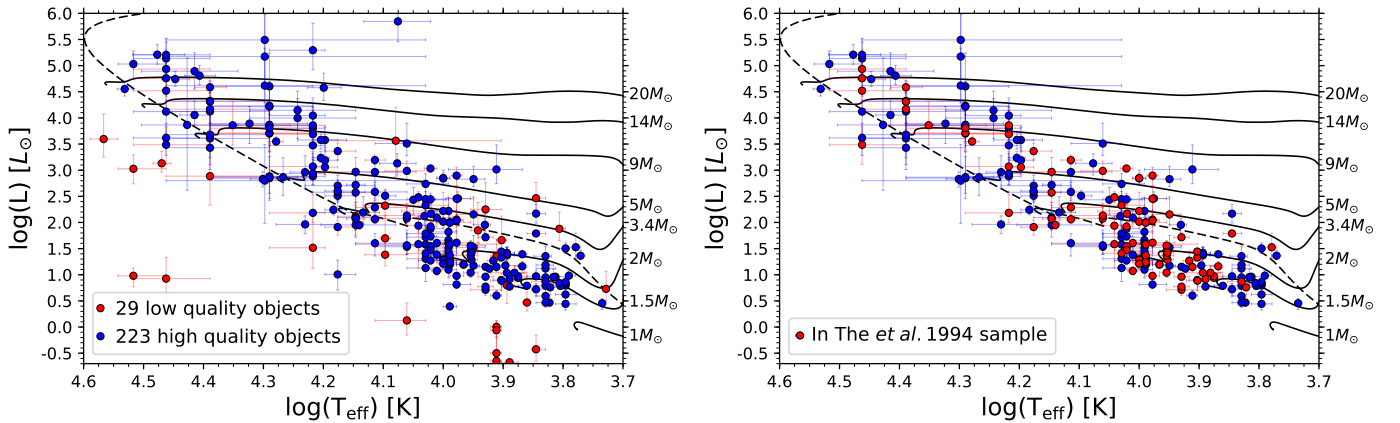 log(L) [L⊙]
6.0
5.5
5.0
4.5
4.0
3.5
3.0
2.5
2.0
1.5
1.0
0.5
0.0
-0.5
20M⊙
14M⊙
9M⊙
5M⊙
3.4M⊙
2M⊙
1.5M⊙
1M⊙
29 low quality objects
223 high quality objects
4.6 4.5 4.4 4.3 4.2 4.1 4.0 3.9 3.8 3.7
log(Teff) [K]
log(L) [L⊙]
6.0
5.5
5.0
4.5
4.0
3.5
3.0
2.5
2.0
1.5
1.0
0.5
0.0
-0.5
20M⊙
14M⊙
9M⊙
5M⊙
3.4M⊙
2M⊙
1.5M⊙
1M⊙
In The et al. 1994 sample
4.6 4.5 4.4 4.3 4.2 4.1 4.0 3.9 3.8 3.7
log(Teff) [K]